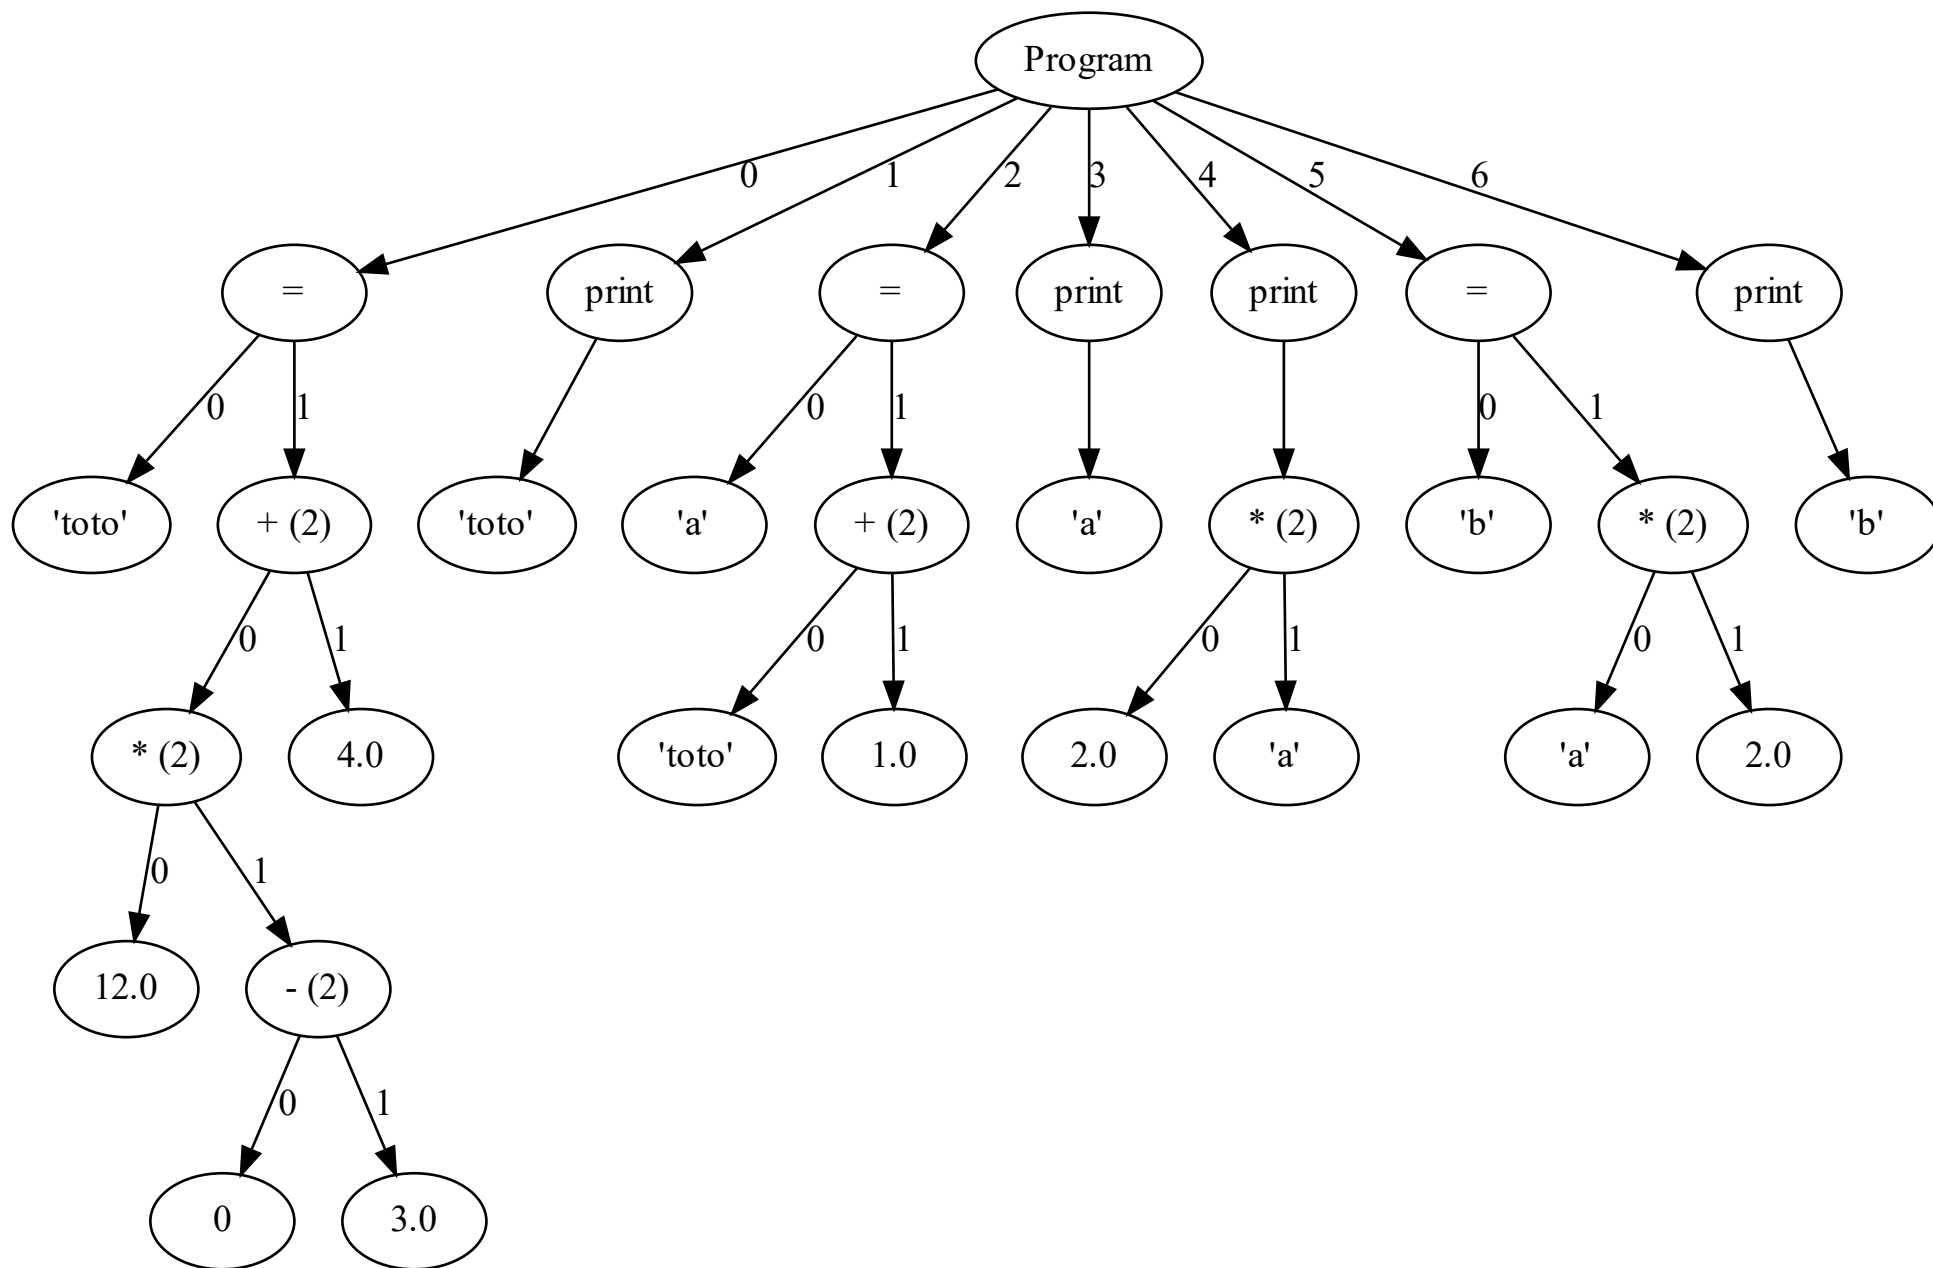 Program
0 1 2 3 4 5 6
= print = print print = print
0 1 0 1 0 1
'toto' + (2) 'toto' 'a' + (2) 'a' * (2) 'b' * (2) 'b'
0 1 0 1 0 1 0 1
* (2) 4.0 'toto' 1.0 2.0 'a' 'a' 2.0
0 1
12.0 - (2)
0 1
0 3.0